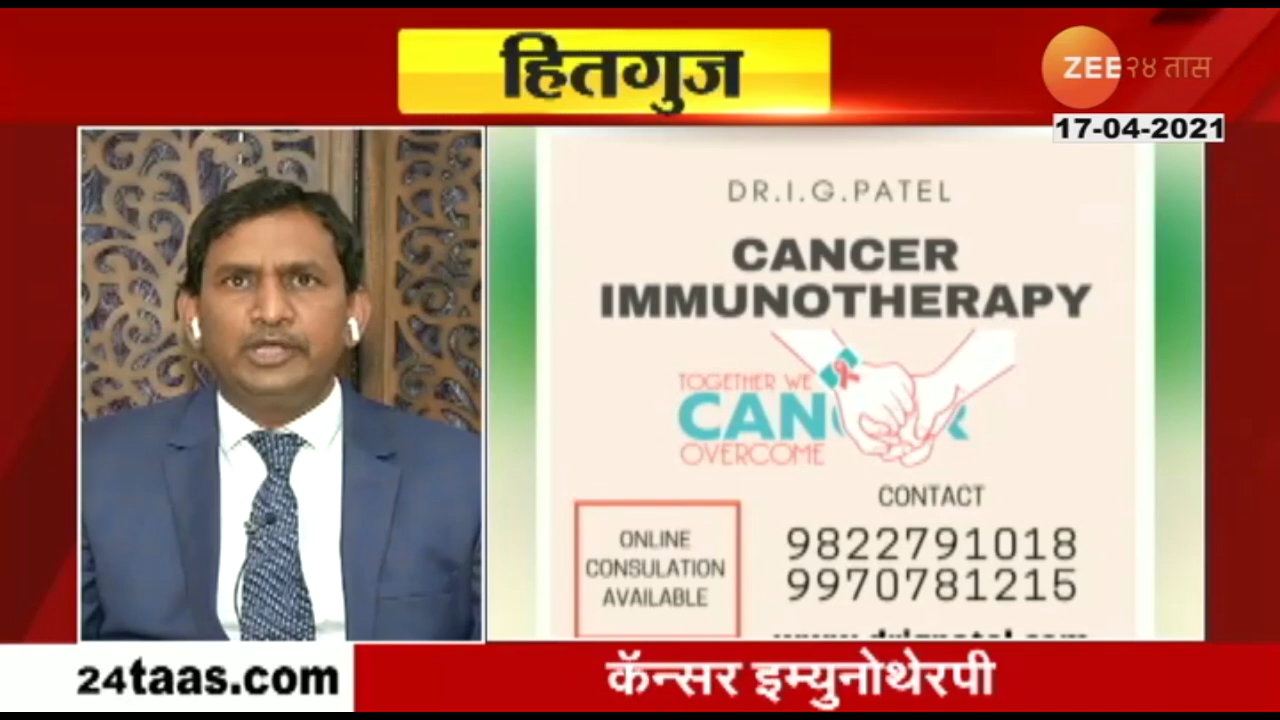 हितगुज
ZEE २४ तास
17-04-2021
DR.I.G.PATEL
CANCER
IMMUNOTHERAPY
TOGETHER WE
OVERCOME
CONTACT
9822791018
9970781215
ONLINE
CONSULATION
AVAILABLE
24taas.com
कॅन्सर इम्युनोथेरपी